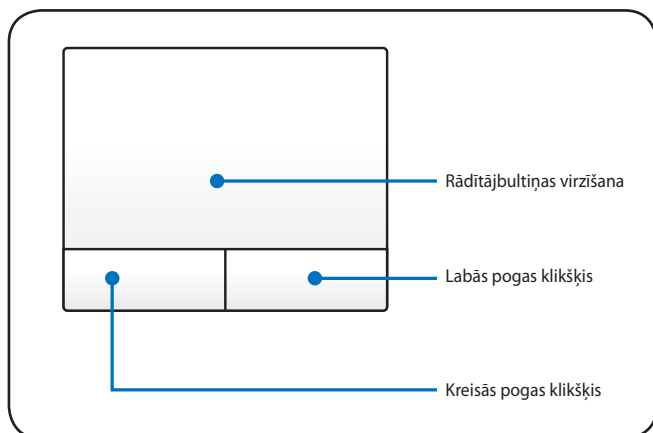 Rādītājbultiņas virzīšana
Labās pogas klikšķis
Kreisās pogas klikšķis